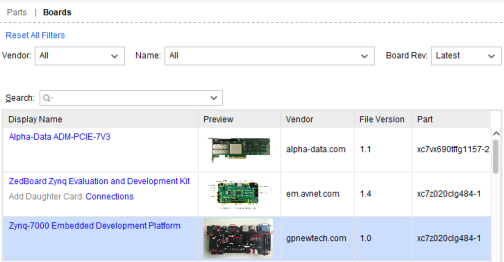 Parts | Boards
Reset All Filters
Vendor: All Name: All Board Rev: Latest
Search: Q-
Display Name Preview Vendor File Version Part
Alpha-Data ADM-PCIE-7V3 alpha-data.com 1.1 xc7vx690tffg1157-2
ZedBoard Zynq Evaluation and Development Kit
Add Daughter Card Connections em.avnet.com 1.4 xc7z020clg484-1
Zynq-7000 Embedded Development Platform
gpnewtech.com 1.0 xc7z020clg484-1